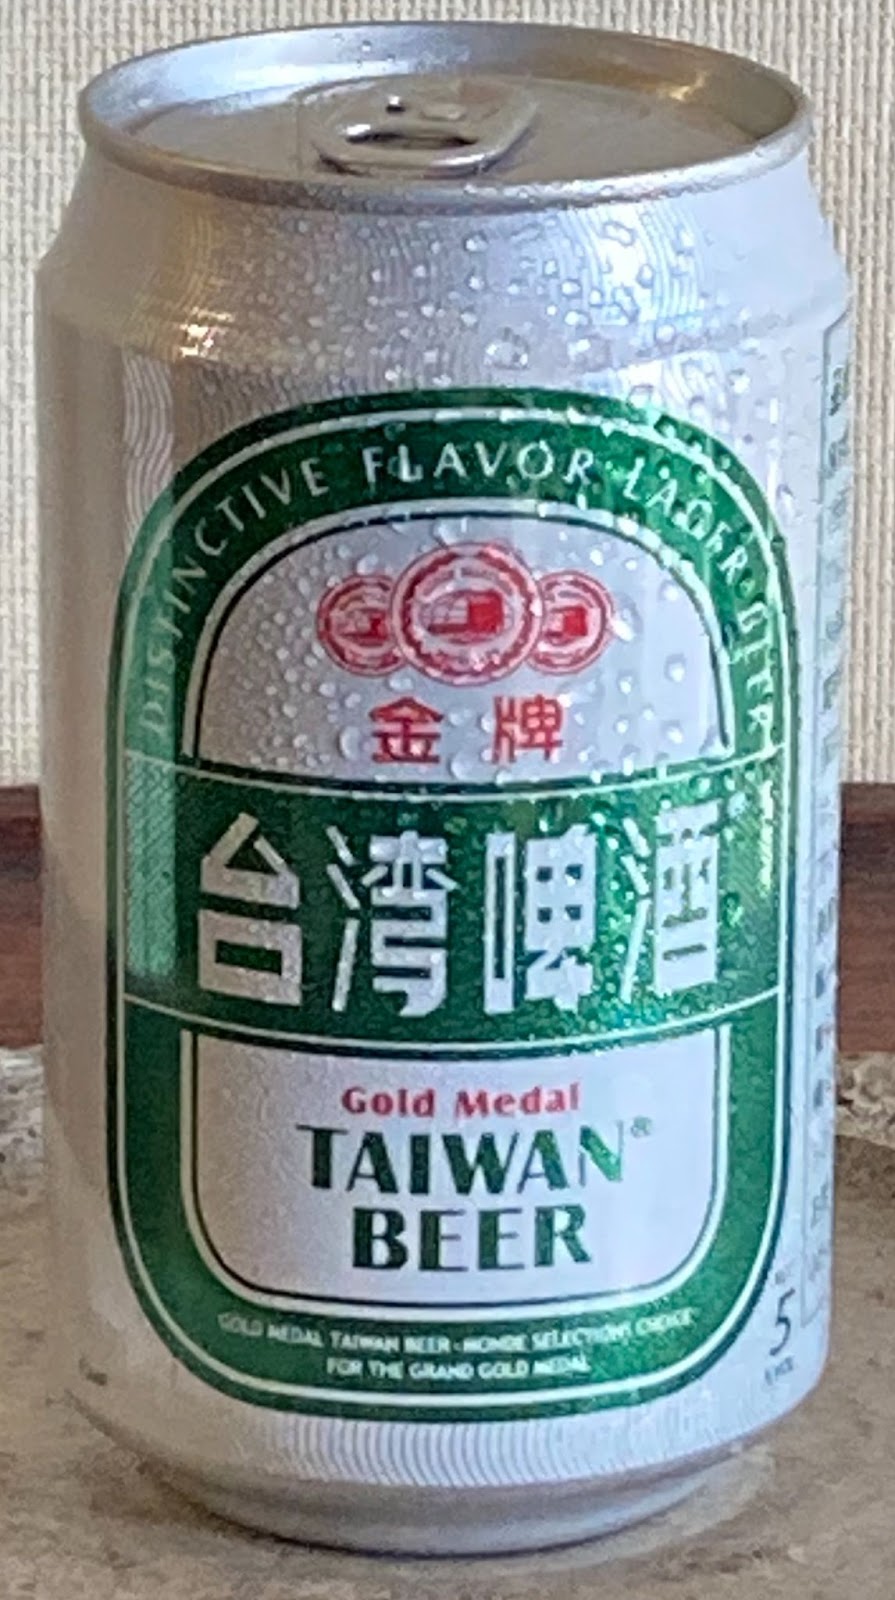 DISTINCTIVE FLAVOR LAGER BEER
金牌
台湾啤酒
Gold Medal
TAIWAN®
BEER
GOLD MEDAL TAIWAN BEER-MONDE SELECTION'S CHOICE
FOR THE GRAND GOLD MEDAL
5